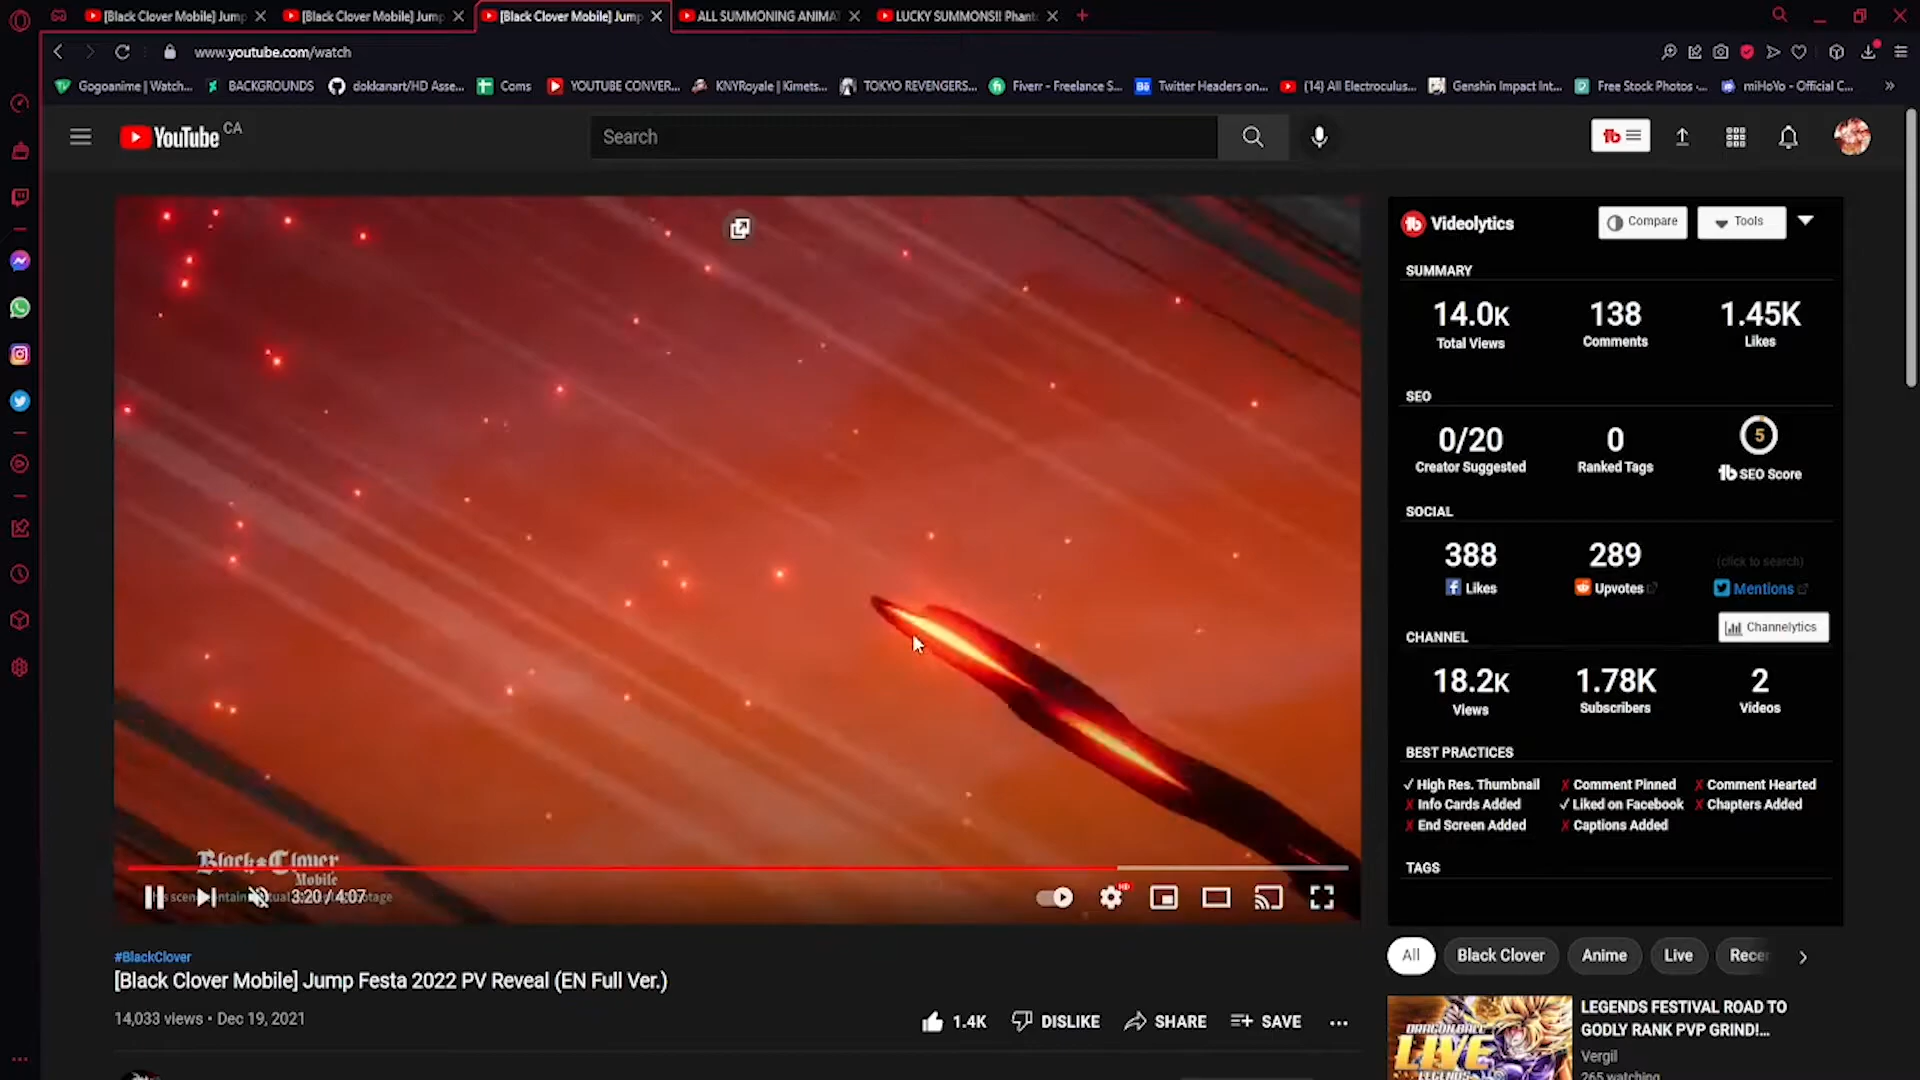 [Black Clover Mobile] Jump
[Black Clover Mobile] Jump
[Black Clover Mobile] Jump
ALL SUMMONING ANIMA
LUCKY SUMMONS!! Phant
www.youtube.com/watch
Gogoanime | Watch...
BACKGROUNDS
dokkanart/HD Asse...
Coms
YOUTUBE CONVER...
KNYRoyale | Kimets...
TOKYO REVENGERS...
Fiverr - Freelance S...
Twitter Headers on...
(14) All Electroculus...
Genshin Impact Int...
Free Stock Photos ·...
miHoYo - Official C...
YouTube CA
Search
Videolytics
Compare
Tools
SUMMARY
14.0K
138
1.45K
Total Views
Comments
Likes
SEO
0/20
0
5
Creator Suggested
Ranked Tags
SEO Score
SOCIAL
388
289
(click to search)
Likes
Upvotes
Mentions
Channelytics
CHANNEL
18.2K
1.78K
2
Views
Subscribers
Videos
BEST PRACTICES
✓ High Res. Thumbnail
✗ Comment Pinned
✗ Comment Hearted
✗ Info Cards Added
✓ Liked on Facebook
✗ Chapters Added
✗ End Screen Added
✗ Captions Added
TAGS
Black Clover
Mobile
3:20 / 4:07
HD
#BlackClover
[Black Clover Mobile] Jump Festa 2022 PV Reveal (EN Full Ver.)
14,033 views • Dec 19, 2021
1.4K
DISLIKE
SHARE
SAVE
All
Black Clover
Anime
Live
Recen
DRAGON BALL
LIVE
LEGENDS
LEGENDS FESTIVAL ROAD TO
GODLY RANK PVP GRIND!...
Vergil
265 watching